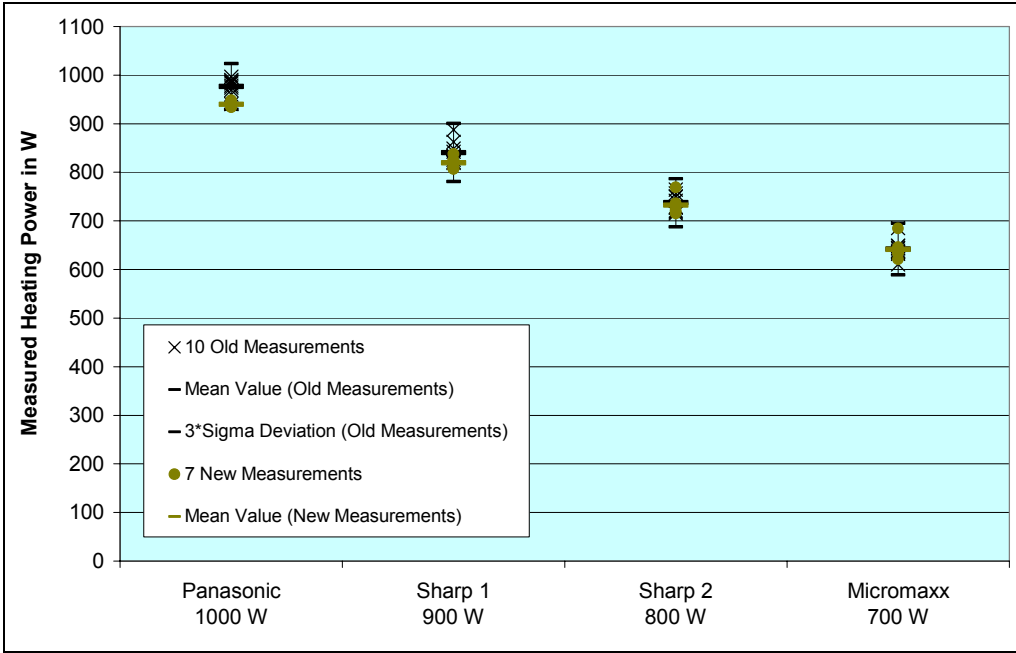 1100
1000
900
800
700
600
500
400
300
200
100
0
Measured Heating Power in W
10 Old Measurements
Mean Value (Old Measurements)
3*Sigma Deviation (Old Measurements)
7 New Measurements
Mean Value (New Measurements)
Panasonic
1000 W
Sharp 1
900 W
Sharp 2
800 W
Micromaxx
700 W